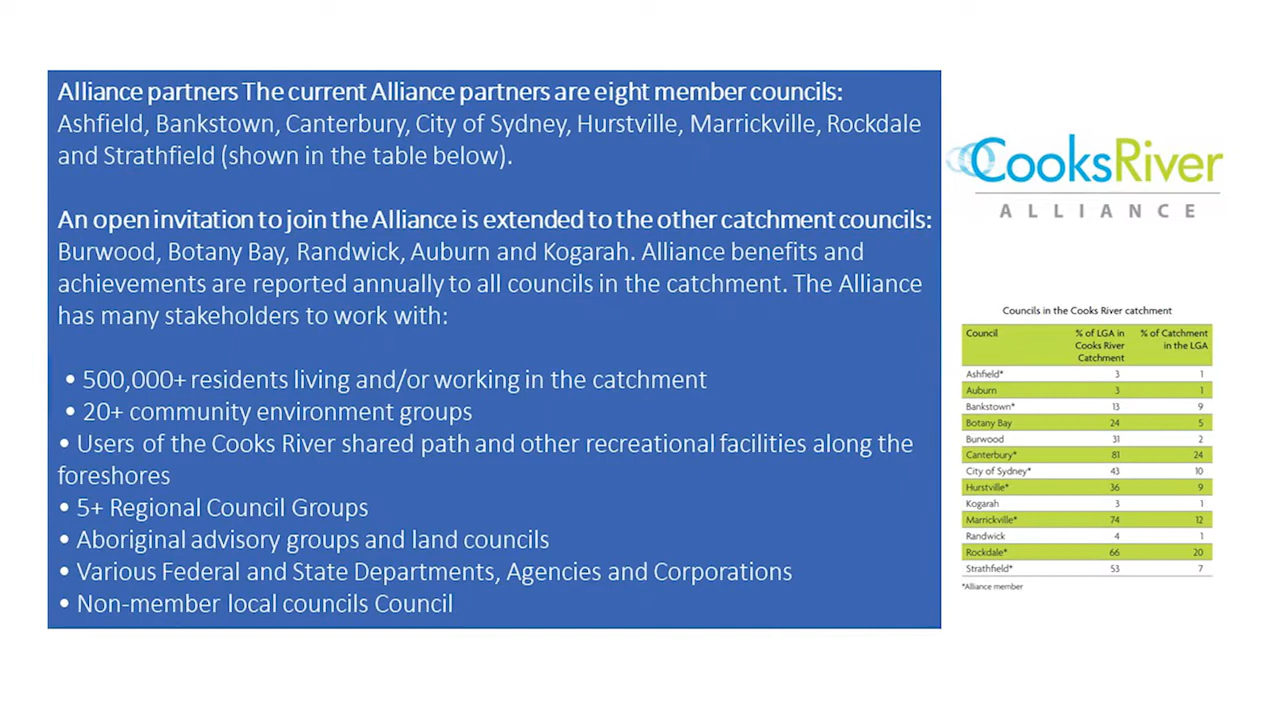 Alliance partners The current Alliance partners are eight member councils:
Ashfield, Bankstown, Canterbury, City of Sydney, Hurstville, Marrickville, Rockdale
and Strathfield (shown in the table below).
An open invitation to join the Alliance is extended to the other catchment councils:
Burwood, Botany Bay, Randwick, Auburn and Kogarah. Alliance benefits and
achievements are reported annually to all councils in the catchment. The Alliance
has many stakeholders to work with:
• 500,000+ residents living and/or working in the catchment
• 20+ community environment groups
• Users of the Cooks River shared path and other recreational facilities along the
foreshores
• 5+ Regional Council Groups
• Aboriginal advisory groups and land councils
• Various Federal and State Departments, Agencies and Corporations
• Non-member local councils Council
CooksRiver
ALLIANCE
Councils in the Cooks River catchment
Council % of LGA in Cooks River Catchment % of Catchment in the LGA
Ashfield* 3 1
Auburn 3 1
Bankstown* 13 9
Botany Bay 24 5
Burwood 31 2
Canterbury* 81 24
City of Sydney* 43 10
Hurstville* 36 9
Kogarah 3 1
Marrickville* 74 12
Randwick 4 1
Rockdale* 66 20
Strathfield* 53 7
*Alliance member